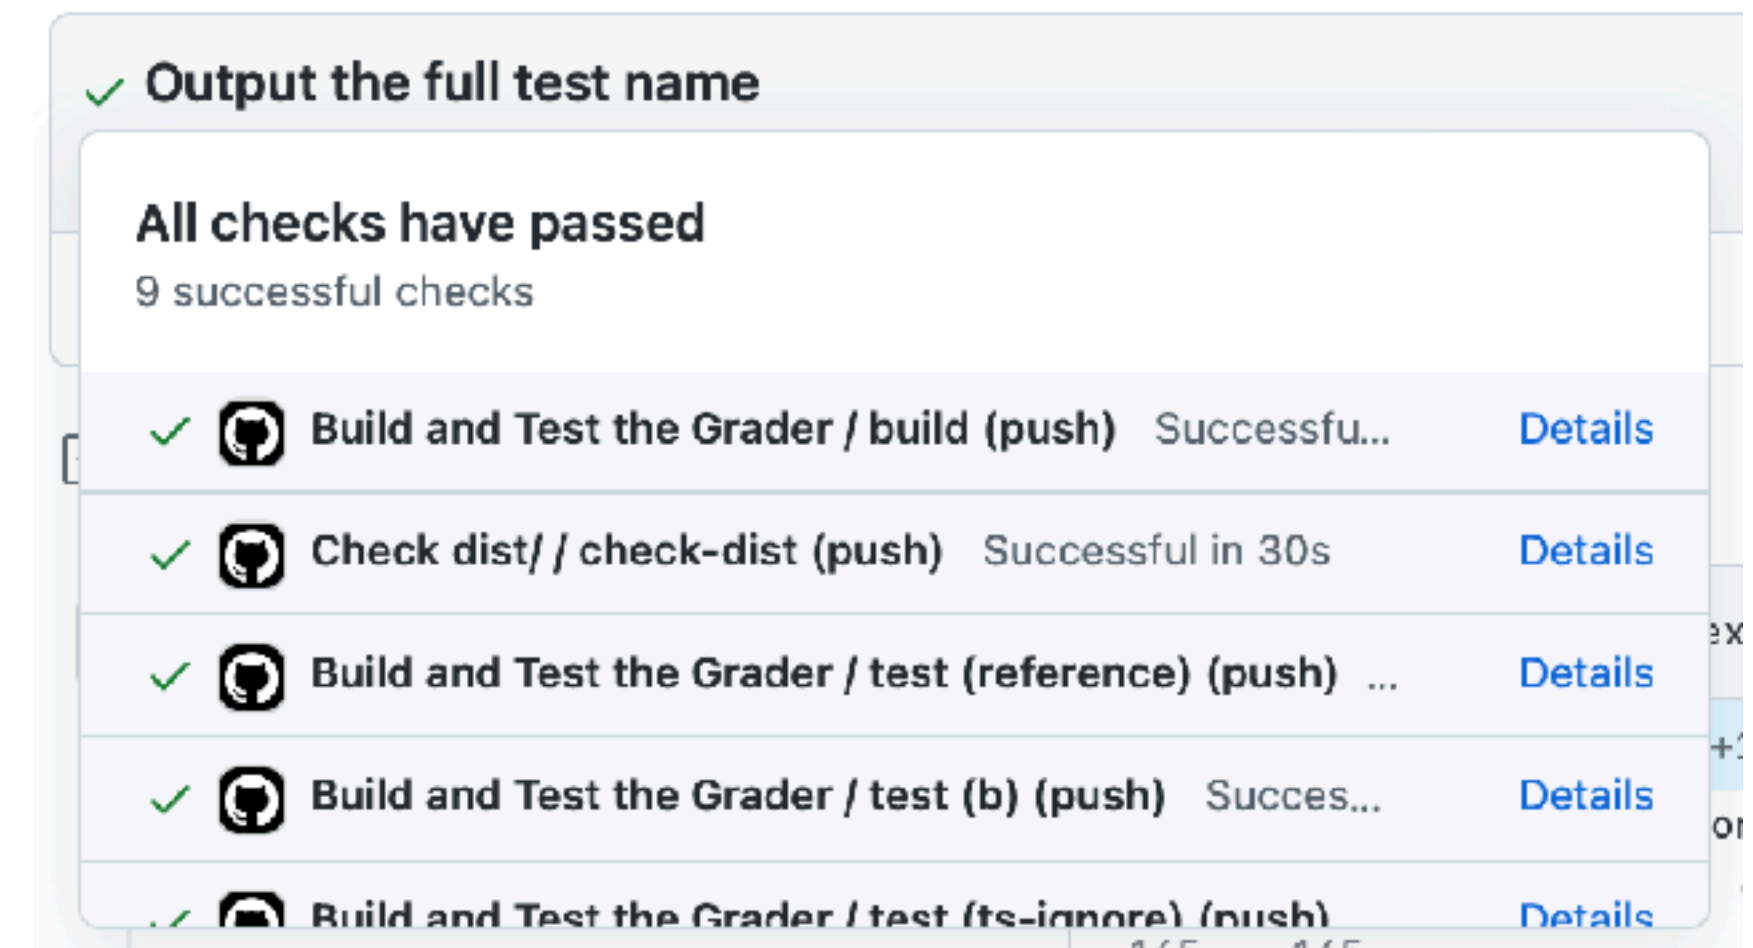 Output the full test name
All checks have passed
9 successful checks
Build and Test the Grader / build (push) Successfu... Details
Check dist/ / check-dist (push) Successful in 30s Details
Build and Test the Grader / test (reference) (push) ... Details
Build and Test the Grader / test (b) (push) Succes... Details
Build and Test the Grader / test (ts-ignore) (push) Details